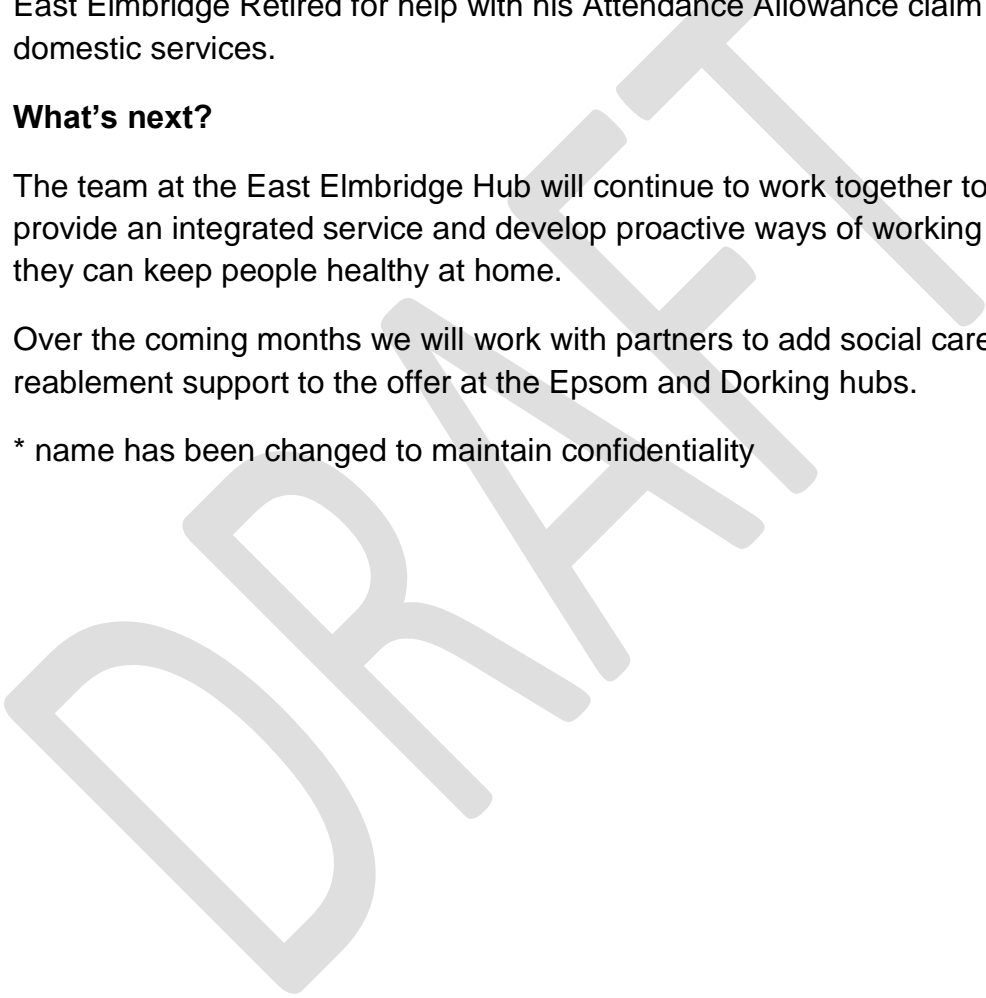 East Elmbridge Retired for help with his Attendance Allowance claim
domestic services.
What’s next?
The team at the East Elmbridge Hub will continue to work together to
provide an integrated service and develop proactive ways of working
they can keep people healthy at home.
Over the coming months we will work with partners to add social care
reablement support to the offer at the Epsom and Dorking hubs.
* name has been changed to maintain confidentiality
DRAFT